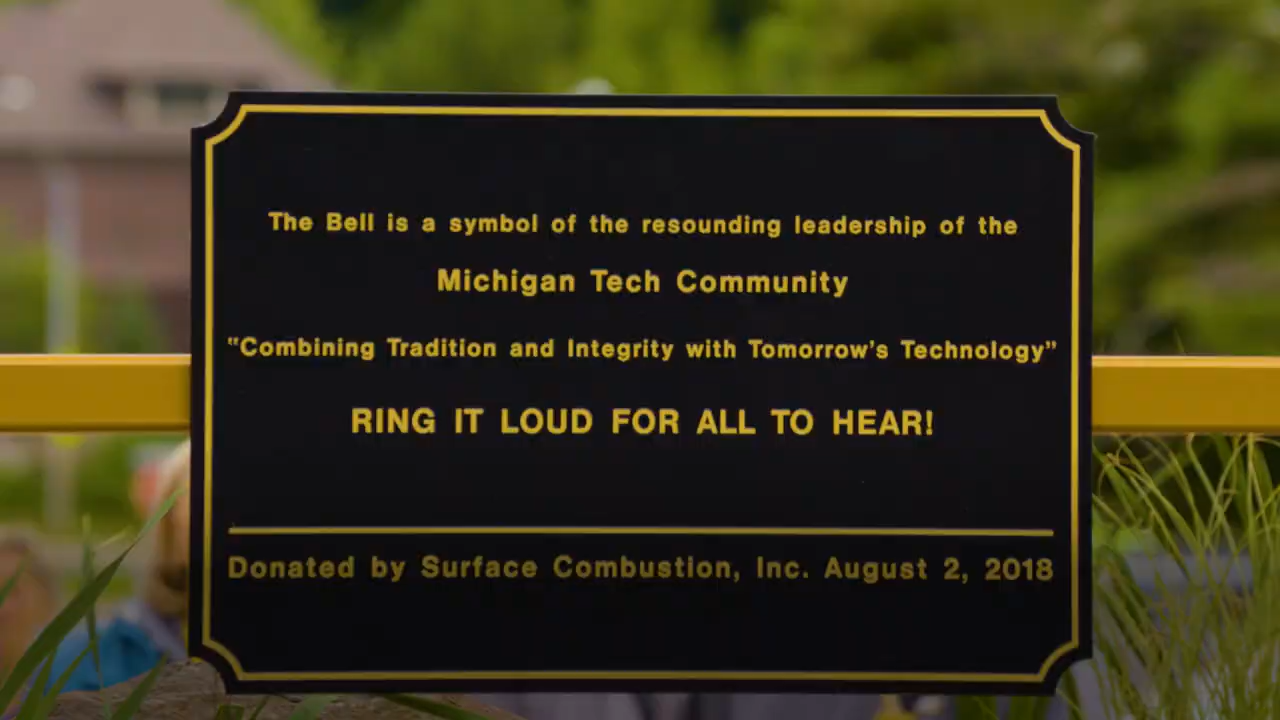 The Bell is a symbol of the resounding leadership of the
Michigan Tech Community
"Combining Tradition and Integrity with Tomorrow's Technology”
RING IT LOUD FOR ALL TO HEAR!
Donated by Surface Combustion, Inc. August 2, 2018